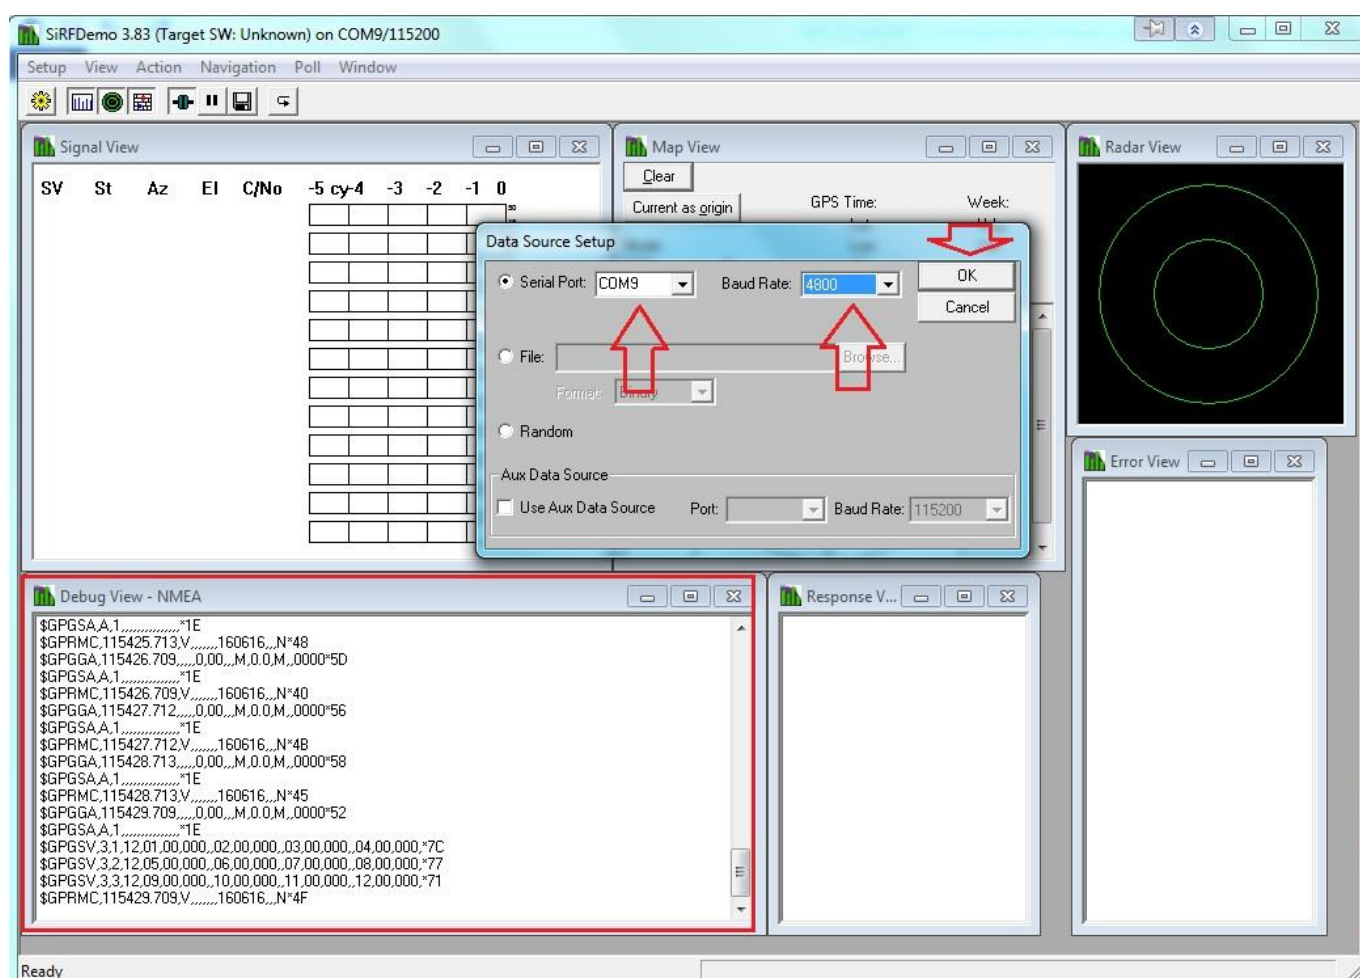 SiRFDemo 3.83 (Target SW: Unknown) on COM9/115200
Setup View Action Navigation Poll Window
Signal View
SV St Az El C/No -5 cy-4 -3 -2 -1 0
50
Map View
Clear
Current as origin
GPS Time:
Week:
Radar View
Data Source Setup
Serial Port: COM9 Baud Rate: 4800
OK
Cancel
File: Browse...
Format: Binary
Random
Aux Data Source
Use Aux Data Source Port: Baud Rate: 115200
Error View
Debug View - NMEA
$GPGSA,A,1,,,,,,,,,,,,,,,*1E
$GPRMC,115425.713,V,,,,,,,160616,,,N*48
$GPGGA,115426.709,,,,,0,00,,,M,0.0,M,,0000*5D
$GPGSA,A,1,,,,,,,,,,,,,,,*1E
$GPRMC,115426.709,V,,,,,,,160616,,,N*40
$GPGGA,115427.712,,,,,0,00,,,M,0.0,M,,0000*56
$GPGSA,A,1,,,,,,,,,,,,,,,*1E
$GPRMC,115427.712,V,,,,,,,160616,,,N*4B
$GPGGA,115428.713,,,,,0,00,,,M,0.0,M,,0000*58
$GPGSA,A,1,,,,,,,,,,,,,,,*1E
$GPRMC,115428.713,V,,,,,,,160616,,,N*45
$GPGGA,115429.709,,,,,0,00,,,M,0.0,M,,0000*52
$GPGSA,A,1,,,,,,,,,,,,,,,*1E
$GPGSV,3,1,12,01,00,000,,02,00,000,,03,00,000,,04,00,000,*7C
$GPGSV,3,2,12,05,00,000,,06,00,000,,07,00,000,,08,00,000,*77
$GPGSV,3,3,12,09,00,000,,10,00,000,,11,00,000,,12,00,000,*71
$GPRMC,115429.709,V,,,,,,,160616,,,N*4F
Response V...
Ready